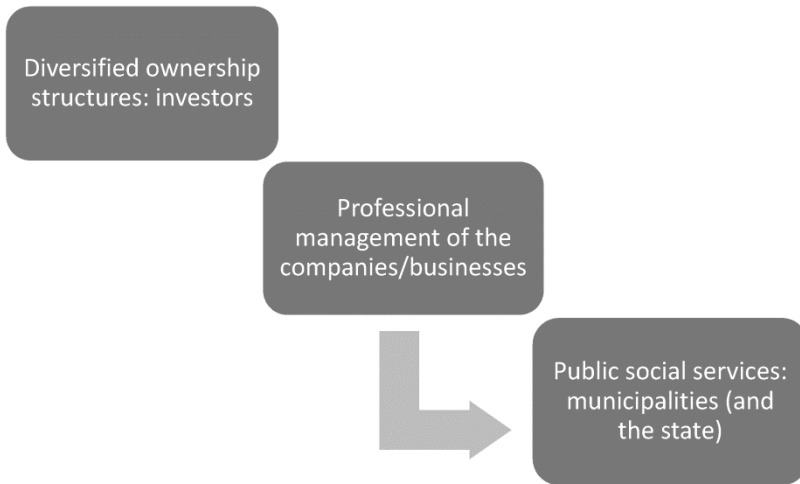 Diversified ownership
structures: investors
Professional
management of the
companies/businesses
Public social services:
municipalities (and
the state)